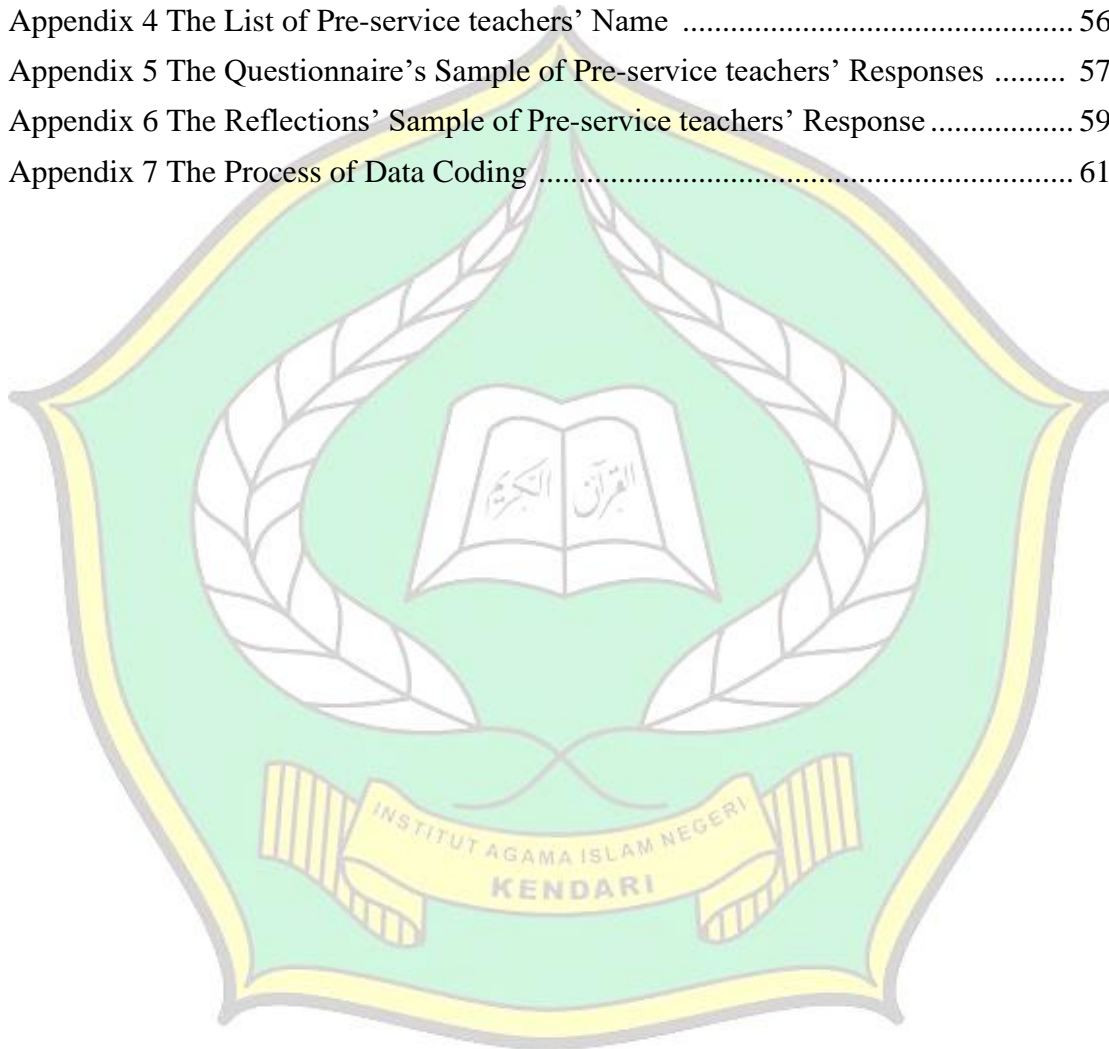 Appendix 4 The List of Pre-service teachers’ Name ............................................ 56
Appendix 5 The Questionnaire’s Sample of Pre-service teachers’ Responses ......... 57
Appendix 6 The Reflections’ Sample of Pre-service teachers’ Response ................. 59
Appendix 7 The Process of Data Coding ................................................................ 61
القرآن الكريم
INSTITUT AGAMA ISLAM NEGERI
KENDARI